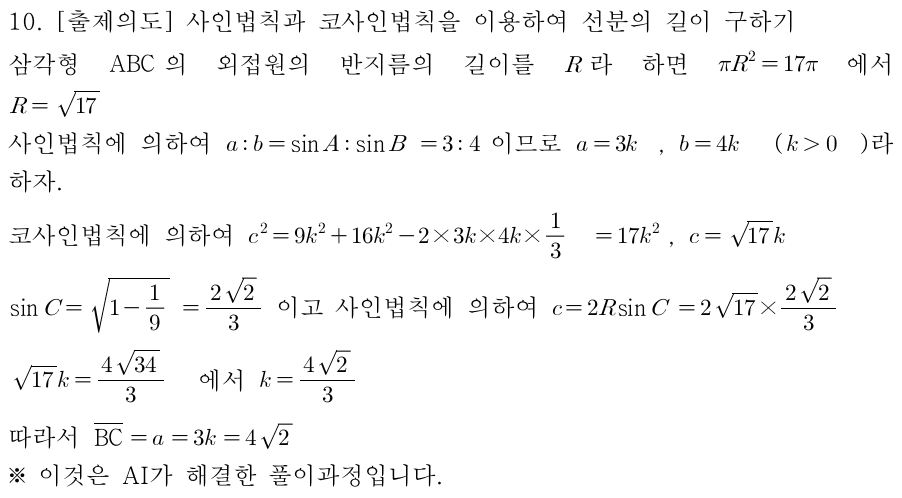 10. [출제의도] 사인법칙과 코사인법칙을 이용하여 선분의 길이 구하기
삼각형 ABC 의 외접원의 반지름의 길이를 R 라 하면 πR² = 17π 에서
R = √17
사인법칙에 의하여 a : b = sin A : sin B = 3 : 4 이므로 a = 3k , b = 4k (k > 0 )라
하자.
코사인법칙에 의하여 c² = 9k² + 16k² − 2×3k×4k×1/3 = 17k² , c = √17 k
sin C = √(1 − 1/9) = 2√2/3 이고 사인법칙에 의하여 c = 2R sin C = 2√17 × 2√2/3
√17 k = 4√34/3 에서 k = 4√2/3
따라서 B̅C̅ = a = 3k = 4√2
※ 이것은 AI가 해결한 풀이과정입니다.